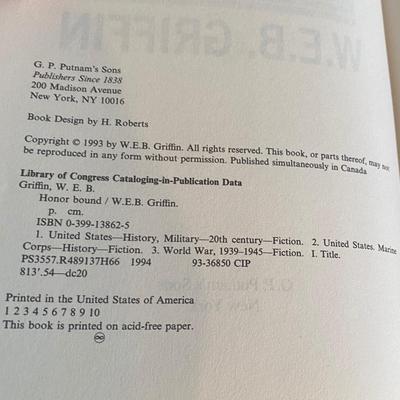 W.E.B. GRIFFIN
G. P. Putnam's Sons
Publishers Since 1838
200 Madison Avenue
New York, NY 10016
Book Design by H. Roberts
Copyright © 1993 by W.E.B. Griffin. All rights reserved. This book, or parts thereof, may not
be reproduced in any form without permission. Published simultaneously in Canada
Library of Congress Cataloging-in-Publication Data
Griffin, W. E. B.
Honor bound / W.E.B. Griffin.
p. cm.
ISBN 0-399-13862-5
1. United States—History, Military—20th century—Fiction. 2. United States. Marine
Corps—History—Fiction. 3. World War, 1939-1945—Fiction. I. Title.
PS3557.R489137H66 1994 93-36850 CIP
813'.54—dc20
G. P. Putnam's Sons
New York
Printed in the United States of America
1 2 3 4 5 6 7 8 9 10
This book is printed on acid-free paper.